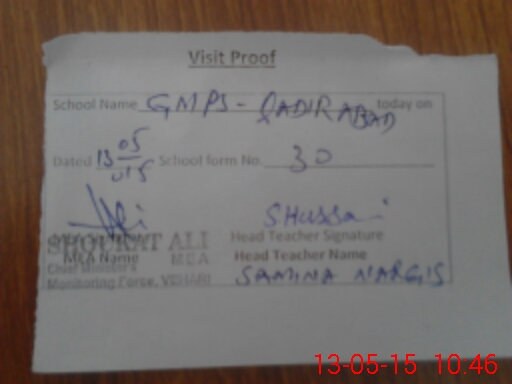 Visit Proof
School Name GMPS - QADIRABAD today on
Dated 13 05 015 School form No. 30
SHussai
SHOUKAT ALI Head Teacher Signature
MEA Name MEA Head Teacher Name
Chief Minister's
Monitoring Force, VEHARI SAMINA NARGIS
13-05-15 10.46